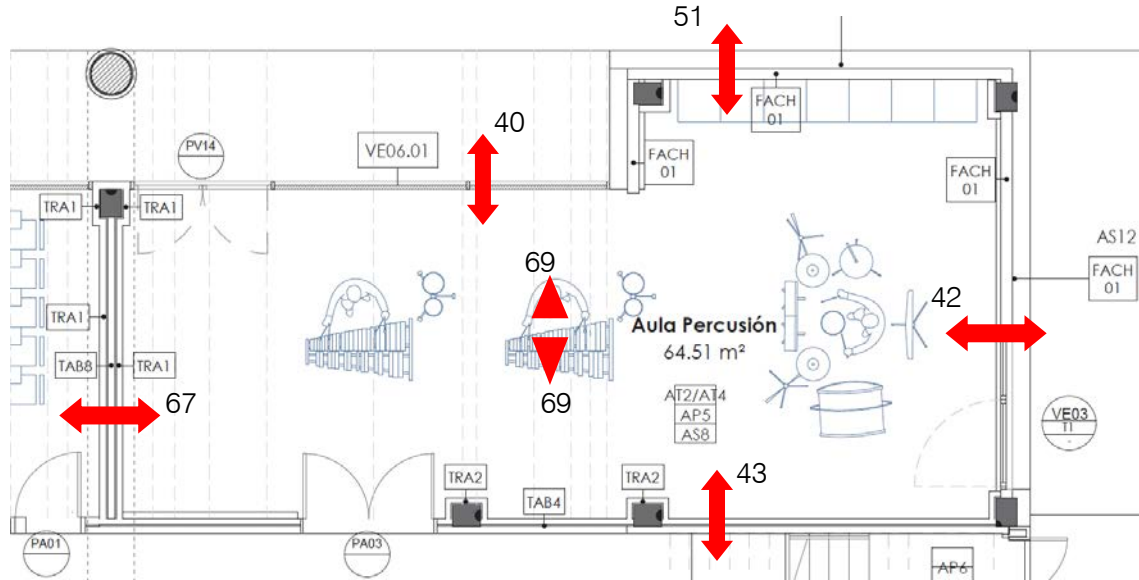 51
FACH
01
40
PV14
VE06.01
FACH
01
FACH
01
TRA1
TRA1
AS12
FACH
01
69
42
TRA1
Aula Percusión
64.51 m²
TAB8
TRA1
AT2/AT4
AP5
AS8
67
69
VE03
T1
-
TRA2
TRA2
43
TAB4
PA01
PA03
AP6